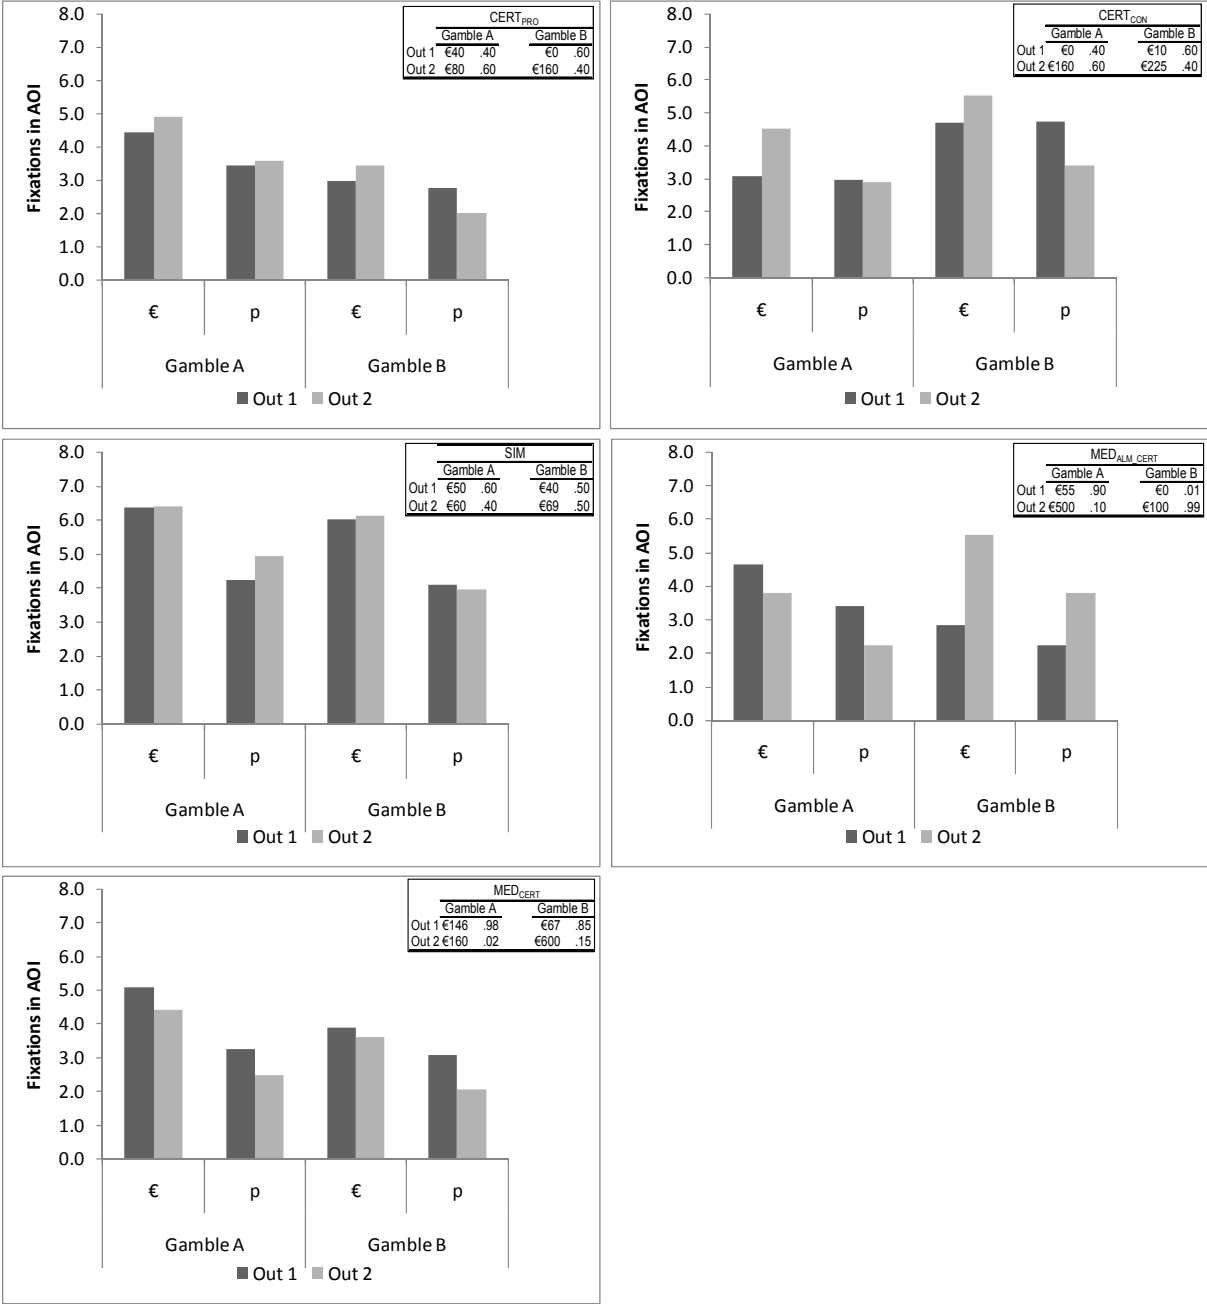 CERTPRO
Gamble A Gamble B
Out 1 €40 .40 €0 .60
Out 2 €80 .60 €160 .40
8.0
7.0
6.0
5.0
4.0
3.0
2.0
1.0
0.0
Fixations in AOI
€ p € p
Gamble A Gamble B
Out 1 Out 2
CERTCON
Gamble A Gamble B
Out 1 €0 .40 €10 .60
Out 2 €160 .60 €225 .40
8.0
7.0
6.0
5.0
4.0
3.0
2.0
1.0
0.0
Fixations in AOI
€ p € p
Gamble A Gamble B
Out 1 Out 2
SIM
Gamble A Gamble B
Out 1 €50 .60 €40 .50
Out 2 €60 .40 €69 .50
8.0
7.0
6.0
5.0
4.0
3.0
2.0
1.0
0.0
Fixations in AOI
€ p € p
Gamble A Gamble B
Out 1 Out 2
MEDALM_CERT
Gamble A Gamble B
Out 1 €55 .90 €0 .01
Out 2 €500 .10 €100 .99
8.0
7.0
6.0
5.0
4.0
3.0
2.0
1.0
0.0
Fixations in AOI
€ p € p
Gamble A Gamble B
Out 1 Out 2
MEDCERT
Gamble A Gamble B
Out 1 €146 .98 €67 .85
Out 2 €160 .02 €600 .15
8.0
7.0
6.0
5.0
4.0
3.0
2.0
1.0
0.0
Fixations in AOI
€ p € p
Gamble A Gamble B
Out 1 Out 2